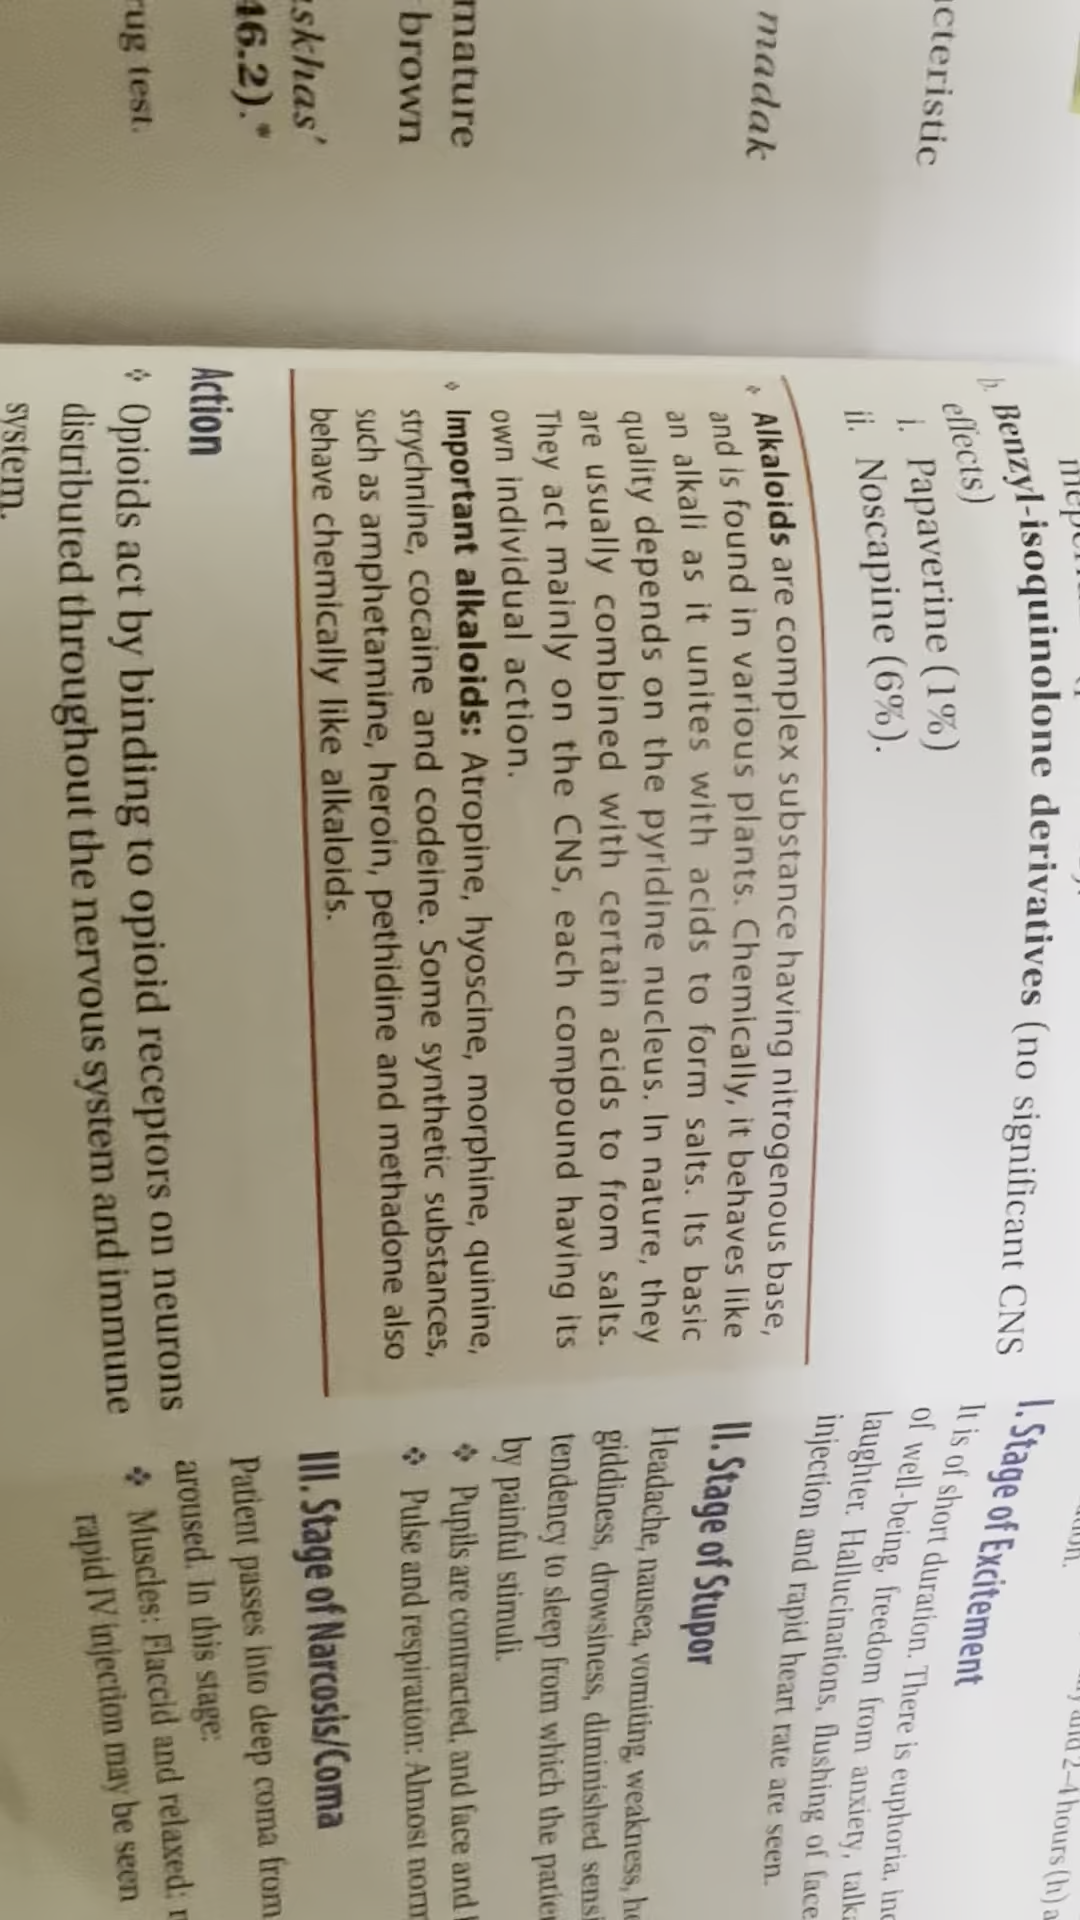 cteristic
madak
mature
brown
skhas'
46.2).*
rug test.
b. Benzyl-isoquinolone derivatives (no significant CNS
effects)
i. Papaverine (1%)
ii. Noscapine (6%).
Alkaloids are complex substance having nitrogenous base,
and is found in various plants. Chemically, it behaves like
an alkali as it unites with acids to form salts. Its basic
quality depends on the pyridine nucleus. In nature, they
are usually combined with certain acids to from salts.
They act mainly on the CNS, each compound having its
own individual action.
Important alkaloids: Atropine, hyoscine, morphine, quinine,
strychnine, cocaine and codeine. Some synthetic substances,
such as amphetamine, heroin, pethidine and methadone also
behave chemically like alkaloids.
Action
❖ Opioids act by binding to opioid receptors on neurons
distributed throughout the nervous system and immune
system.
2–4 hours (h) a
I. Stage of Excitement
It is of short duration. There is euphoria, inc
of well-being, freedom from anxiety, talka
laughter. Hallucinations, flushing of face,
injection and rapid heart rate are seen.
II. Stage of Stupor
Headache, nausea, vomiting, weakness, he
giddiness, drowsiness, diminished sensi
tendency to sleep from which the patien
by painful stimuli.
❖ Pupils are contracted, and face and l
❖ Pulse and respiration: Almost norm
III. Stage of Narcosis/Coma
Patient passes into deep coma from
aroused. In this stage:
❖ Muscles: Flaccid and relaxed; r
rapid IV injection may be seen